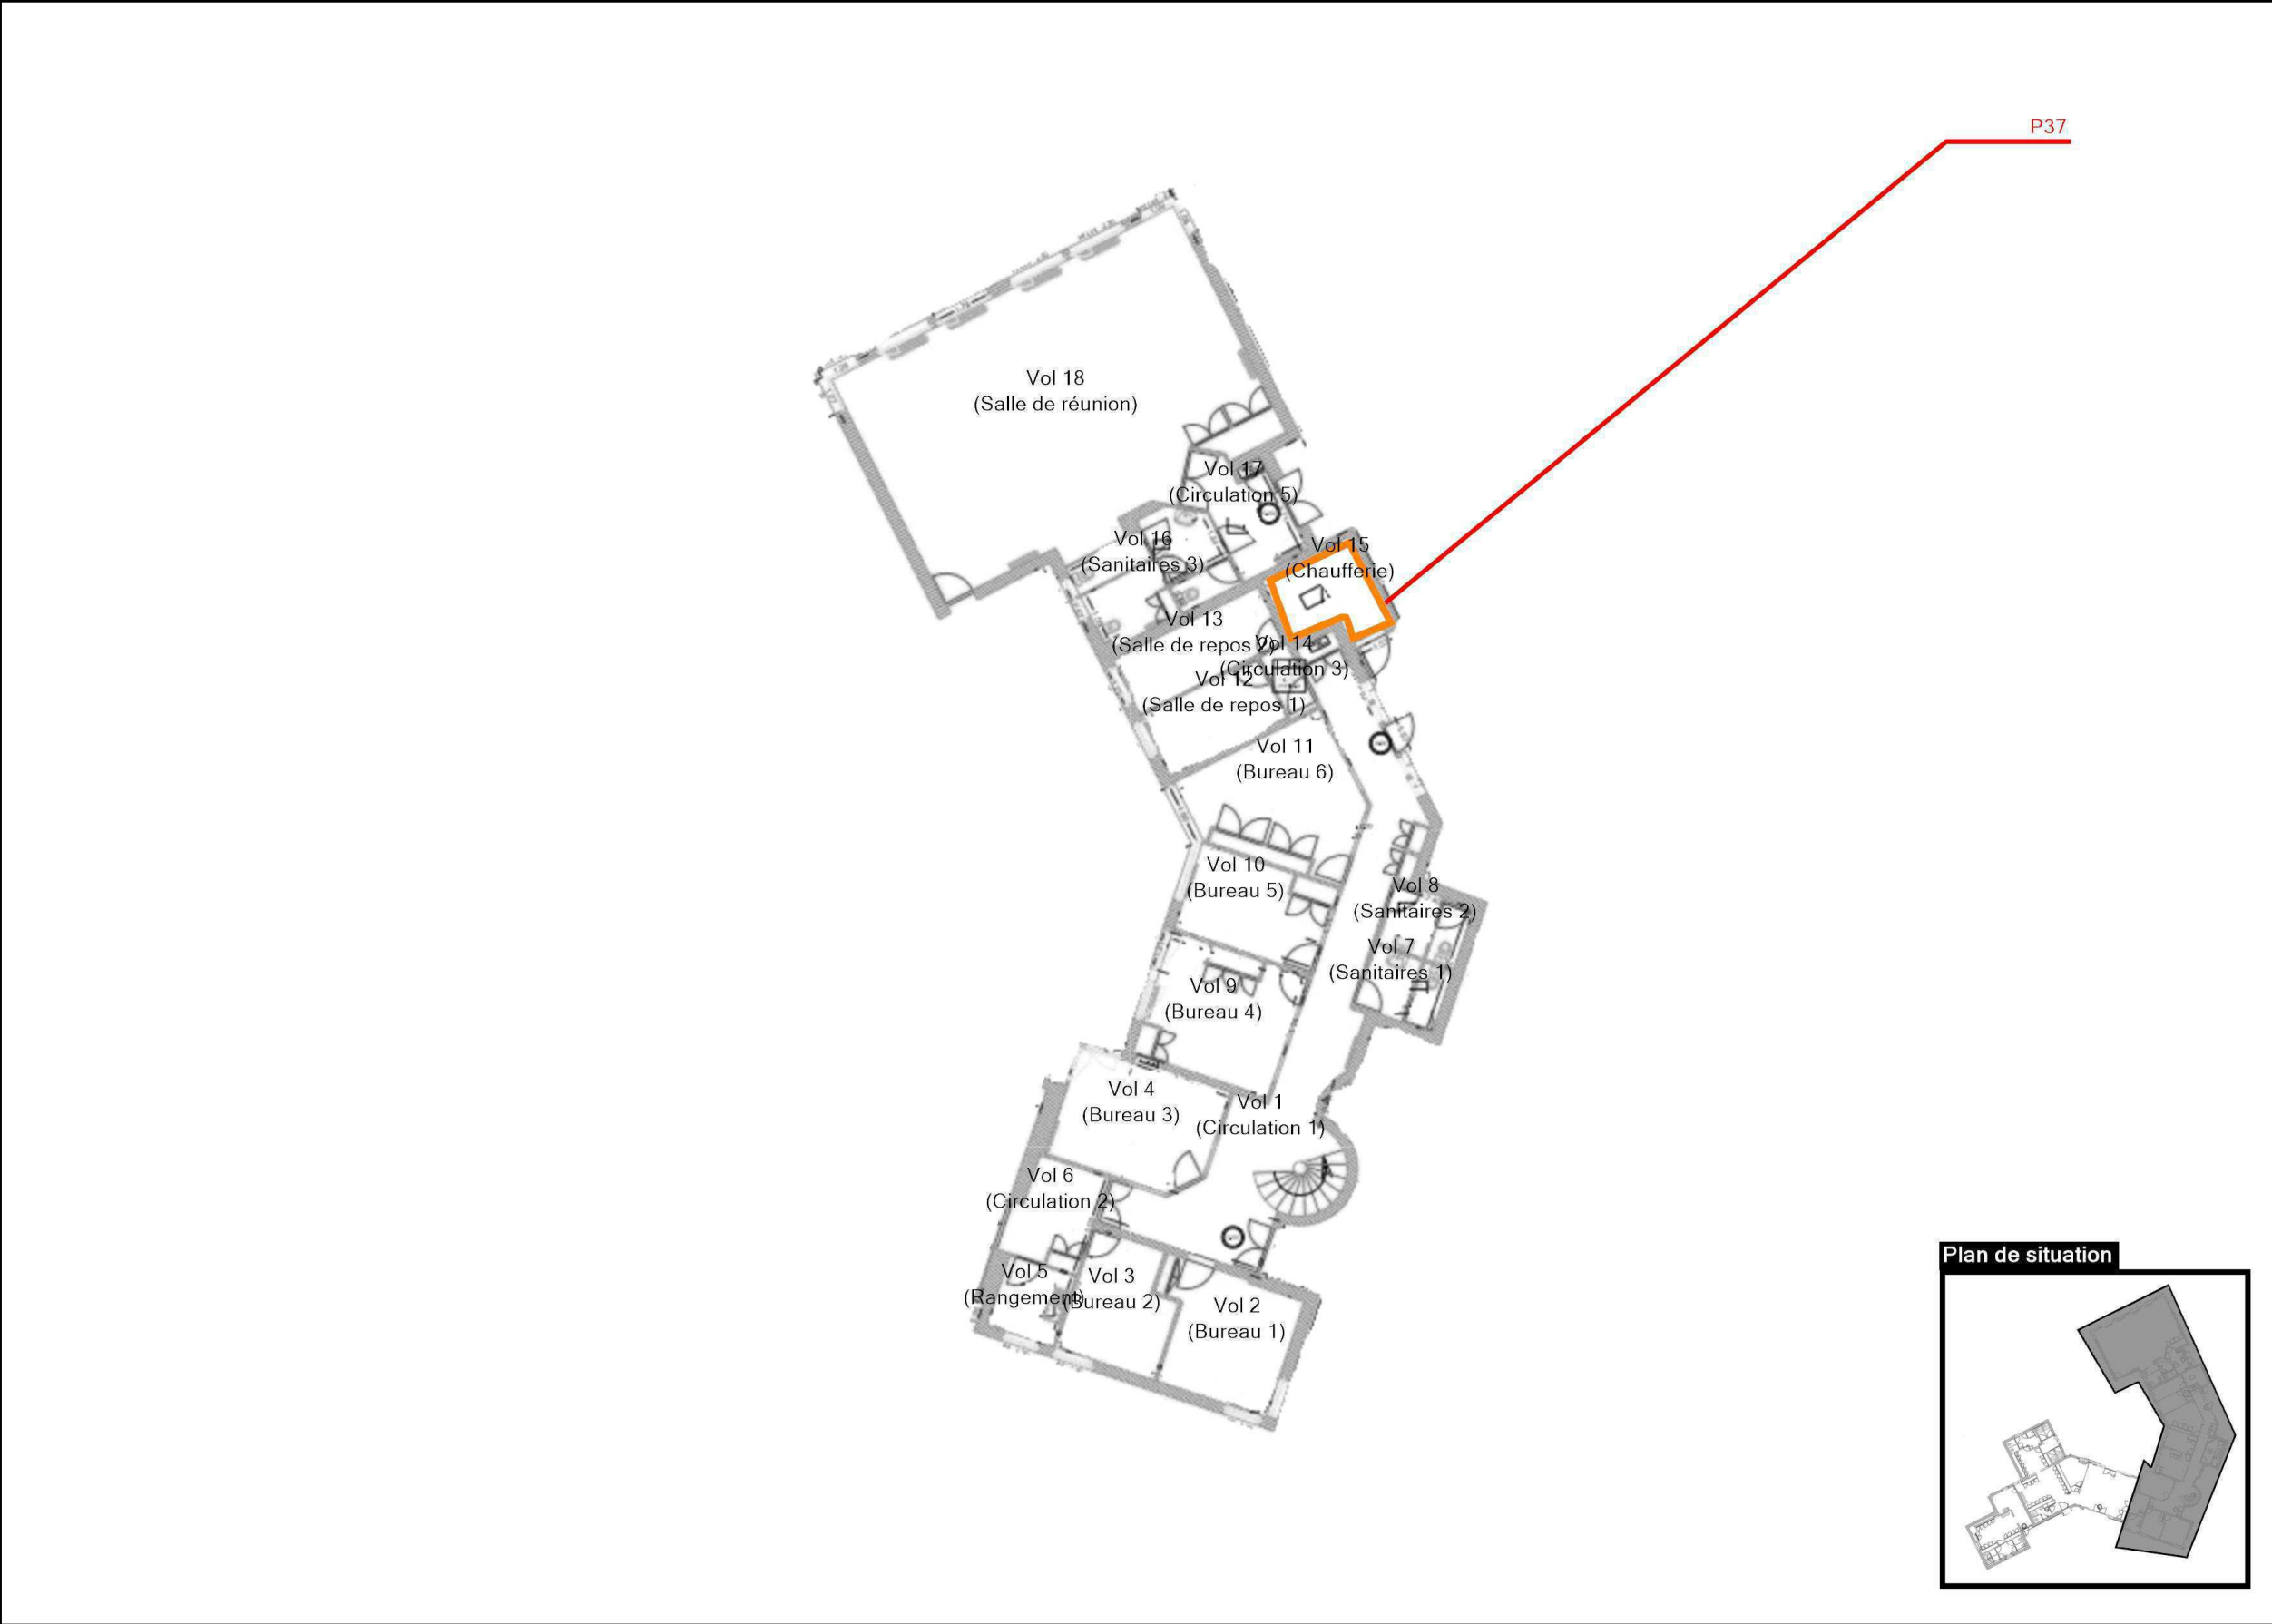 P37
Vol 18
(Salle de réunion)
Vol 17
(Circulation 5)
Vol 16
(Sanitaires 3)
Vol 15
(Chaufferie)
Vol 13
(Salle de repos 2)
Vol 14
(Circulation 3)
Vol 12
(Salle de repos 1)
Vol 11
(Bureau 6)
Vol 10
(Bureau 5)
Vol 8
(Sanitaires 2)
Vol 7
(Sanitaires 1)
Vol 9
(Bureau 4)
Vol 4
(Bureau 3)
Vol 1
(Circulation 1)
Vol 6
(Circulation 2)
Vol 5
(Rangement)
Vol 3
(Bureau 2)
Vol 2
(Bureau 1)
Plan de situation